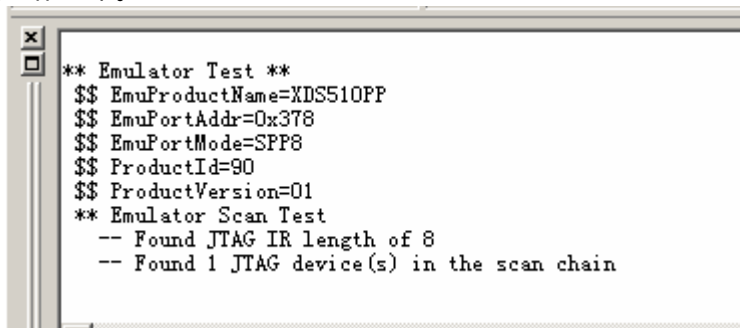 ** Emulator Test **
$$ EmuProductName=XDS510PP
$$ EmuPortAddr=0x378
$$ EmuPortMode=SPP8
$$ ProductId=90
$$ ProductVersion=01
** Emulator Scan Test
-- Found JTAG IR length of 8
-- Found 1 JTAG device(s) in the scan chain